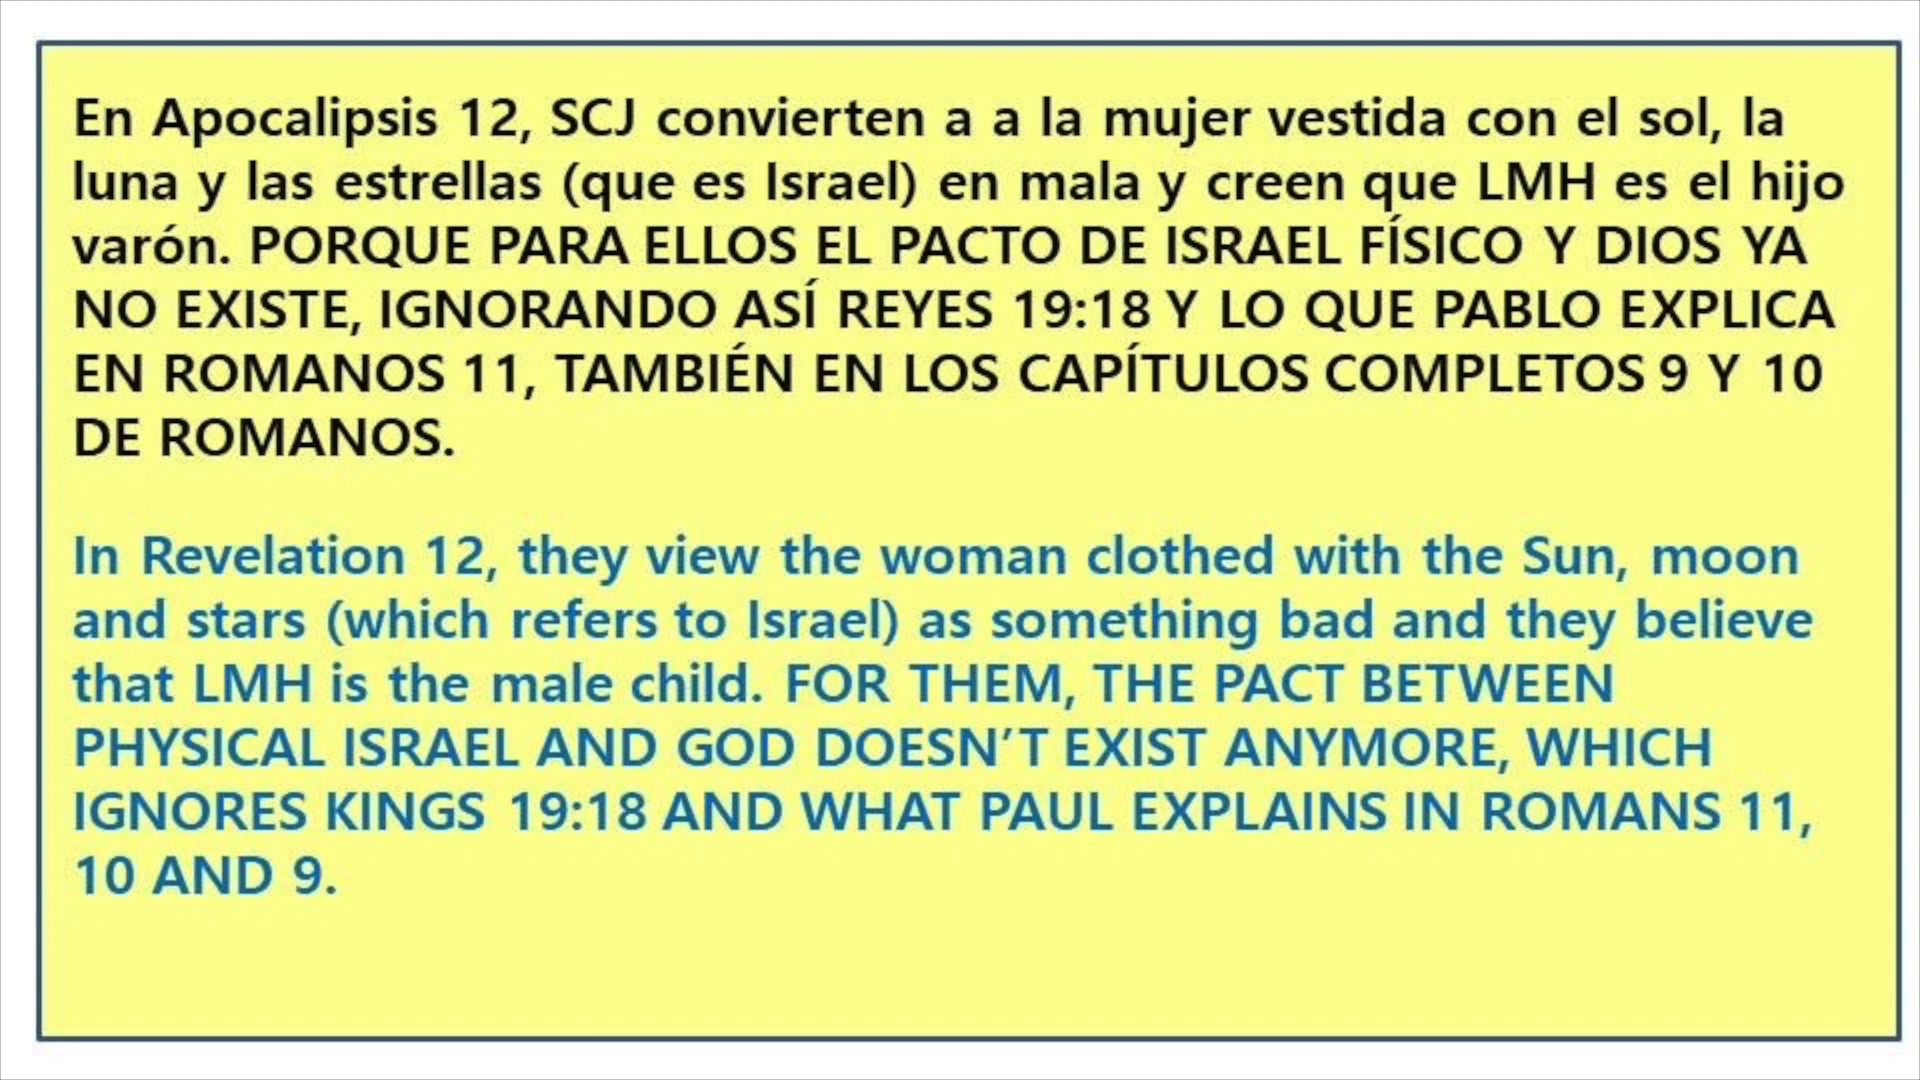 En Apocalipsis 12, SCJ convierten a a la mujer vestida con el sol, la
luna y las estrellas (que es Israel) en mala y creen que LMH es el hijo
varón. PORQUE PARA ELLOS EL PACTO DE ISRAEL FÍSICO Y DIOS YA
NO EXISTE, IGNORANDO ASÍ REYES 19:18 Y LO QUE PABLO EXPLICA
EN ROMANOS 11, TAMBIÉN EN LOS CAPÍTULOS COMPLETOS 9 Y 10
DE ROMANOS.
In Revelation 12, they view the woman clothed with the Sun, moon
and stars (which refers to Israel) as something bad and they believe
that LMH is the male child. FOR THEM, THE PACT BETWEEN
PHYSICAL ISRAEL AND GOD DOESN'T EXIST ANYMORE, WHICH
IGNORES KINGS 19:18 AND WHAT PAUL EXPLAINS IN ROMANS 11,
10 AND 9.